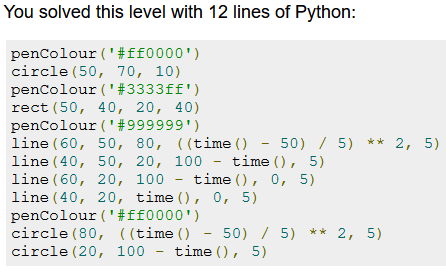 You solved this level with 12 lines of Python:
penColour('#ff0000')
circle(50, 70, 10)
penColour('#3333ff')
rect(50, 40, 20, 40)
penColour('#999999')
line(60, 50, 80, ((time() - 50) / 5) ** 2, 5)
line(40, 50, 20, 100 - time(), 5)
line(60, 20, 100 - time(), 0, 5)
line(40, 20, time(), 0, 5)
penColour('#ff0000')
circle(80, ((time() - 50) / 5) ** 2, 5)
circle(20, 100 - time(), 5)